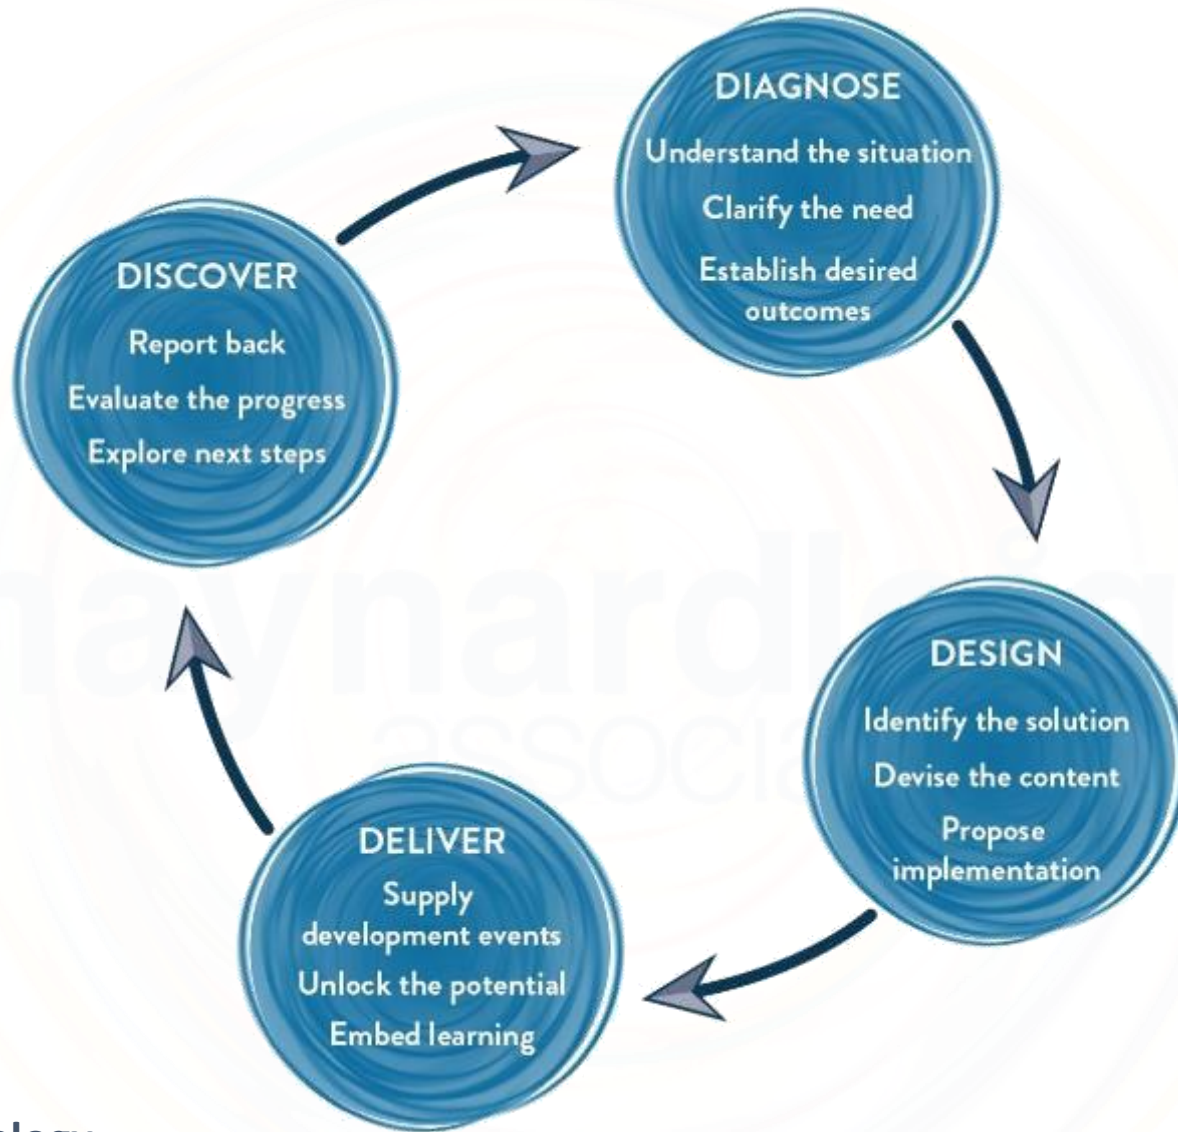 DIAGNOSE
Understand the situation
Clarify the need
Establish desired
outcomes
DISCOVER
Report back
Evaluate the progress
Explore next steps
DESIGN
Identify the solution
Devise the content
Propose
implementation
DELIVER
Supply
development events
Unlock the potential
Embed learning